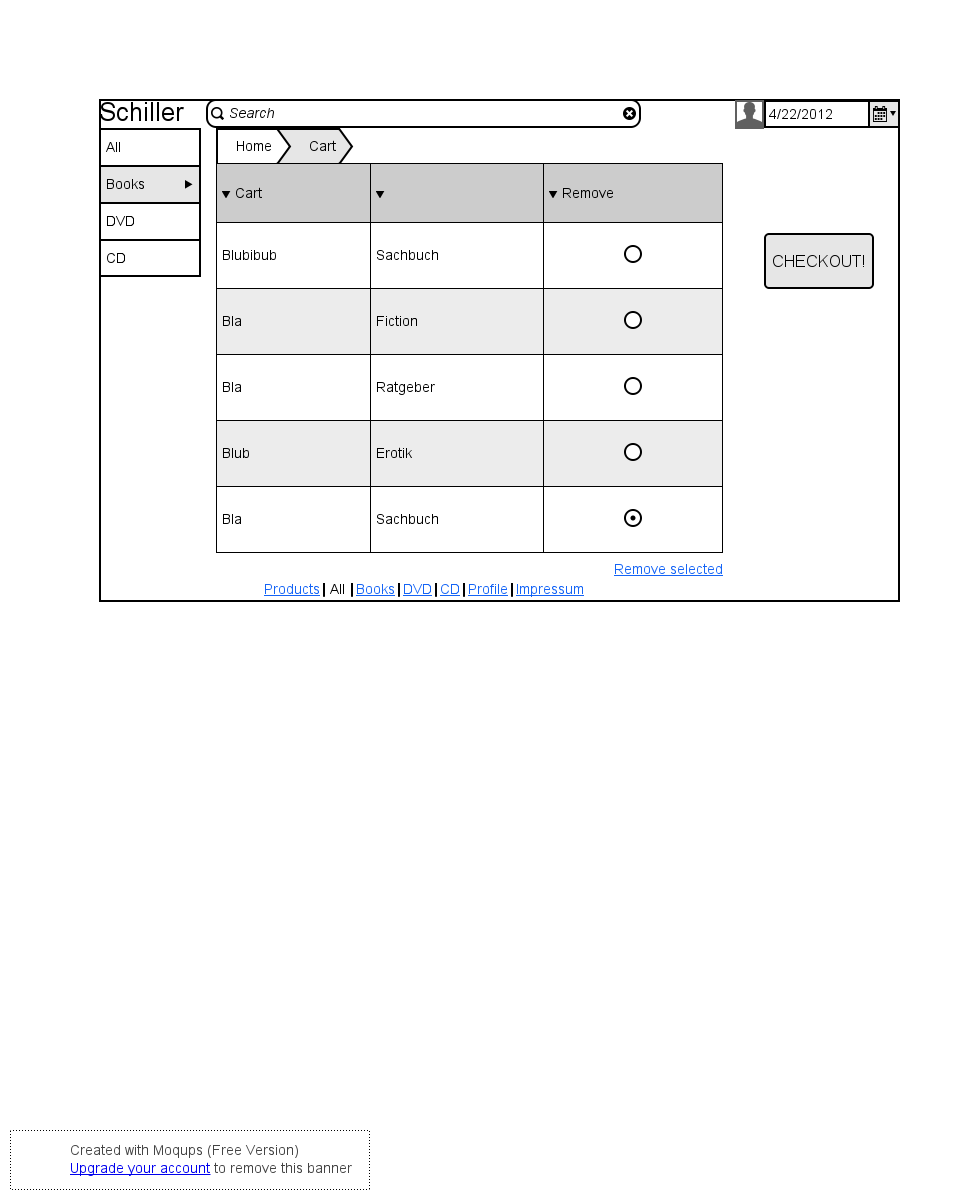 Schiller
Search
4/22/2012
All
Books
DVD
CD
Home Cart
Cart Remove
Blubibub Sachbuch
Bla Fiction
Bla Ratgeber
Blub Erotik
Bla Sachbuch
CHECKOUT!
Remove selected
Products | All | Books | DVD | CD | Profile | Impressum
Created with Moqups (Free Version)
Upgrade your account to remove this banner